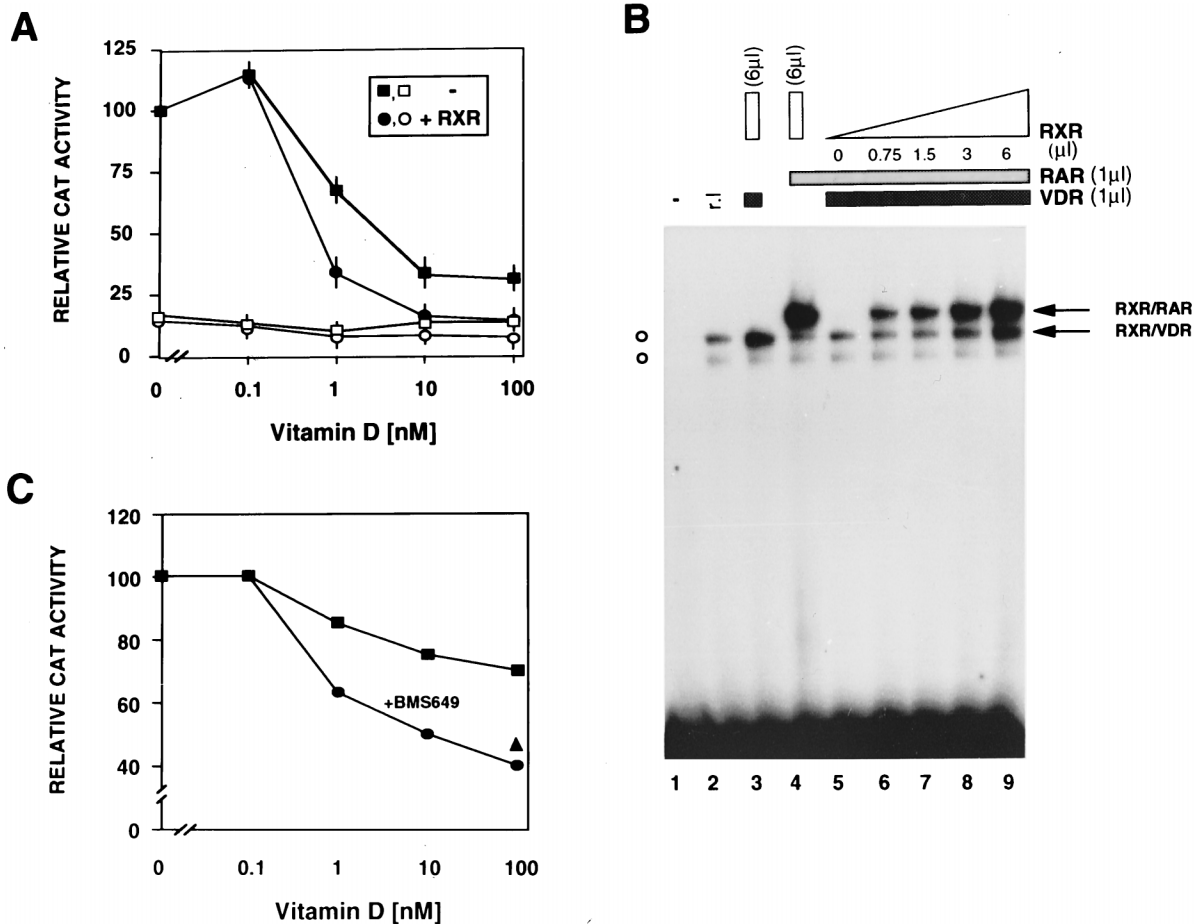 A
125
100
75
50
25
0
RELATIVE CAT ACTIVITY
■,□ -
●,○ + RXR
0 0.1 1 10 100
Vitamin D [nM]
B
(6µl) (6µl)
RXR
(µl)
0 0.75 1.5 3 6
RAR (1µl)
- r.l VDR (1µl)
RXR/RAR
RXR/VDR
1 2 3 4 5 6 7 8 9
C
120
100
80
60
40
0
RELATIVE CAT ACTIVITY
+BMS649
0 0.1 1 10 100
Vitamin D [nM]